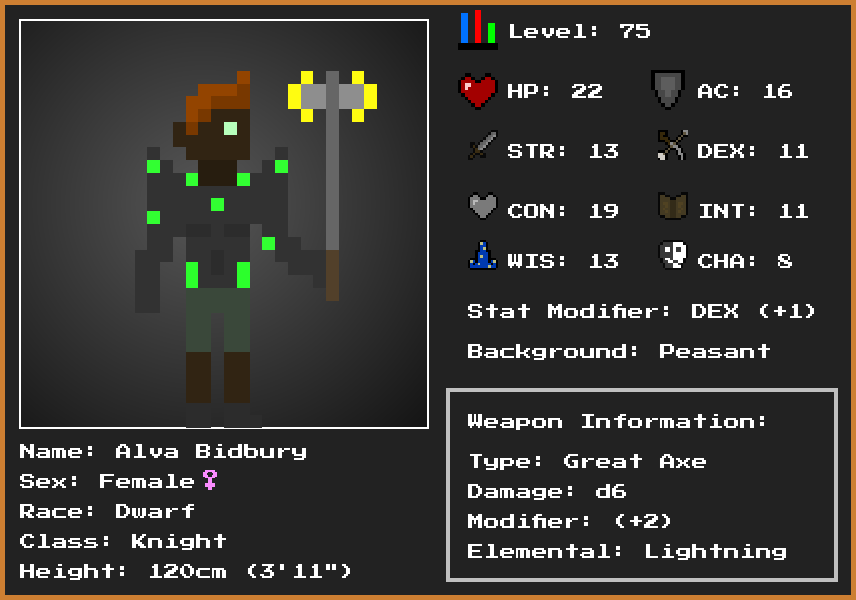 Level: 75
HP: 22
AC: 16
STR: 13
DEX: 11
CON: 19
INT: 11
WIS: 13
CHA: 8
Stat Modifier: DEX (+1)
Background: Peasant
Weapon Information:
Type: Great Axe
Damage: d6
Modifier: (+2)
Elemental: Lightning
Name: Alva Bidbury
Sex: Female♀
Race: Dwarf
Class: Knight
Height: 120cm (3'11")